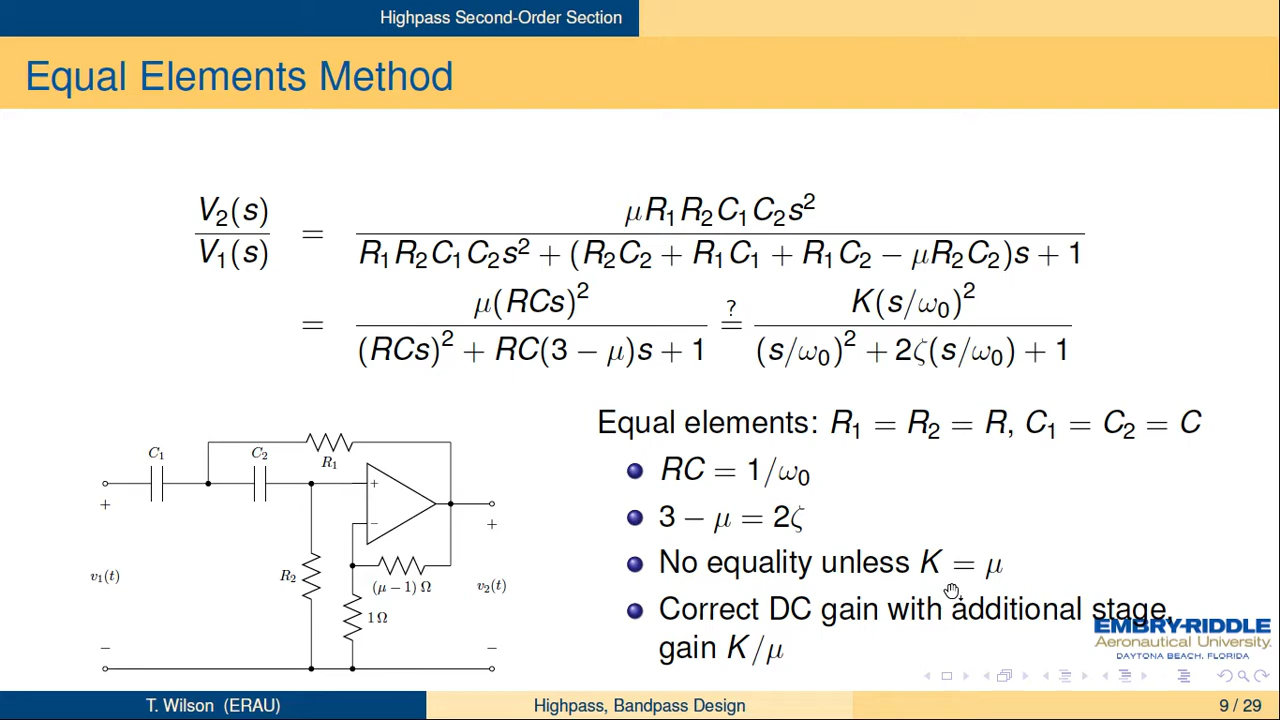 Highpass Second-Order Section
Equal Elements Method
V₂(s)/V₁(s) = μR₁R₂C₁C₂s² / (R₁R₂C₁C₂s² + (R₂C₂ + R₁C₁ + R₁C₂ − μR₂C₂)s + 1)
= μ(RCs)² / ((RCs)² + RC(3 − μ)s + 1) ≟ K(s/ω₀)² / ((s/ω₀)² + 2ζ(s/ω₀) + 1)
Equal elements: R₁ = R₂ = R, C₁ = C₂ = C
RC = 1/ω₀
3 − μ = 2ζ
No equality unless K = μ
Correct DC gain with additional stage,
gain K/μ
C₁
C₂
R₁
+
+
−
+
R₂
(μ − 1) Ω
v₁(t)
v₂(t)
1 Ω
−
−
EMBRY-RIDDLE
Aeronautical University.
DAYTONA BEACH, FLORIDA
T. Wilson (ERAU)
Highpass, Bandpass Design
9 / 29